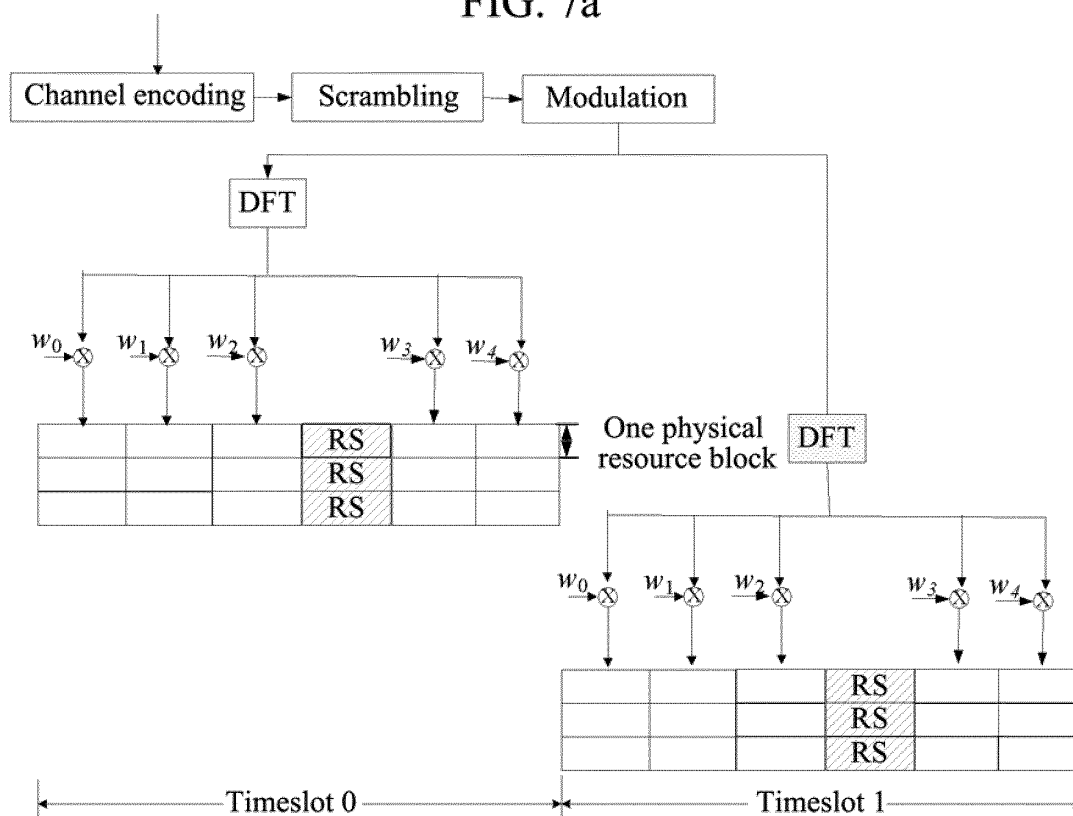 FIG. 7a
Channel encoding
Scrambling
Modulation
DFT
w0
w1
w2
w3
w4
X
X
X
X
X
RS
RS
RS
One physical
resource block
DFT
w0
w1
w2
w3
w4
X
X
X
X
X
RS
RS
RS
Timeslot 0
Timeslot 1